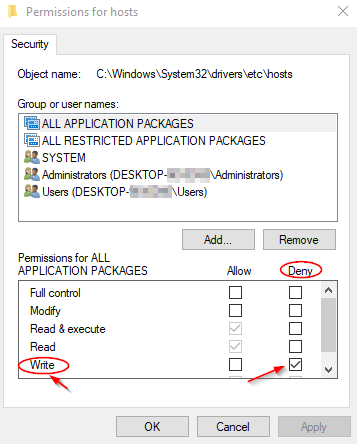 Permissions for hosts
Security
Object name: C:\Windows\System32\drivers\etc\hosts
Group or user names:
ALL APPLICATION PACKAGES
ALL RESTRICTED APPLICATION PACKAGES
SYSTEM
Administrators (DESKTOP- \Administrators)
Users (DESKTOP- \Users)
Add... Remove
Permissions for ALL
APPLICATION PACKAGES Allow Deny
Full control
Modify
Read & execute
Read
Write
OK Cancel Apply